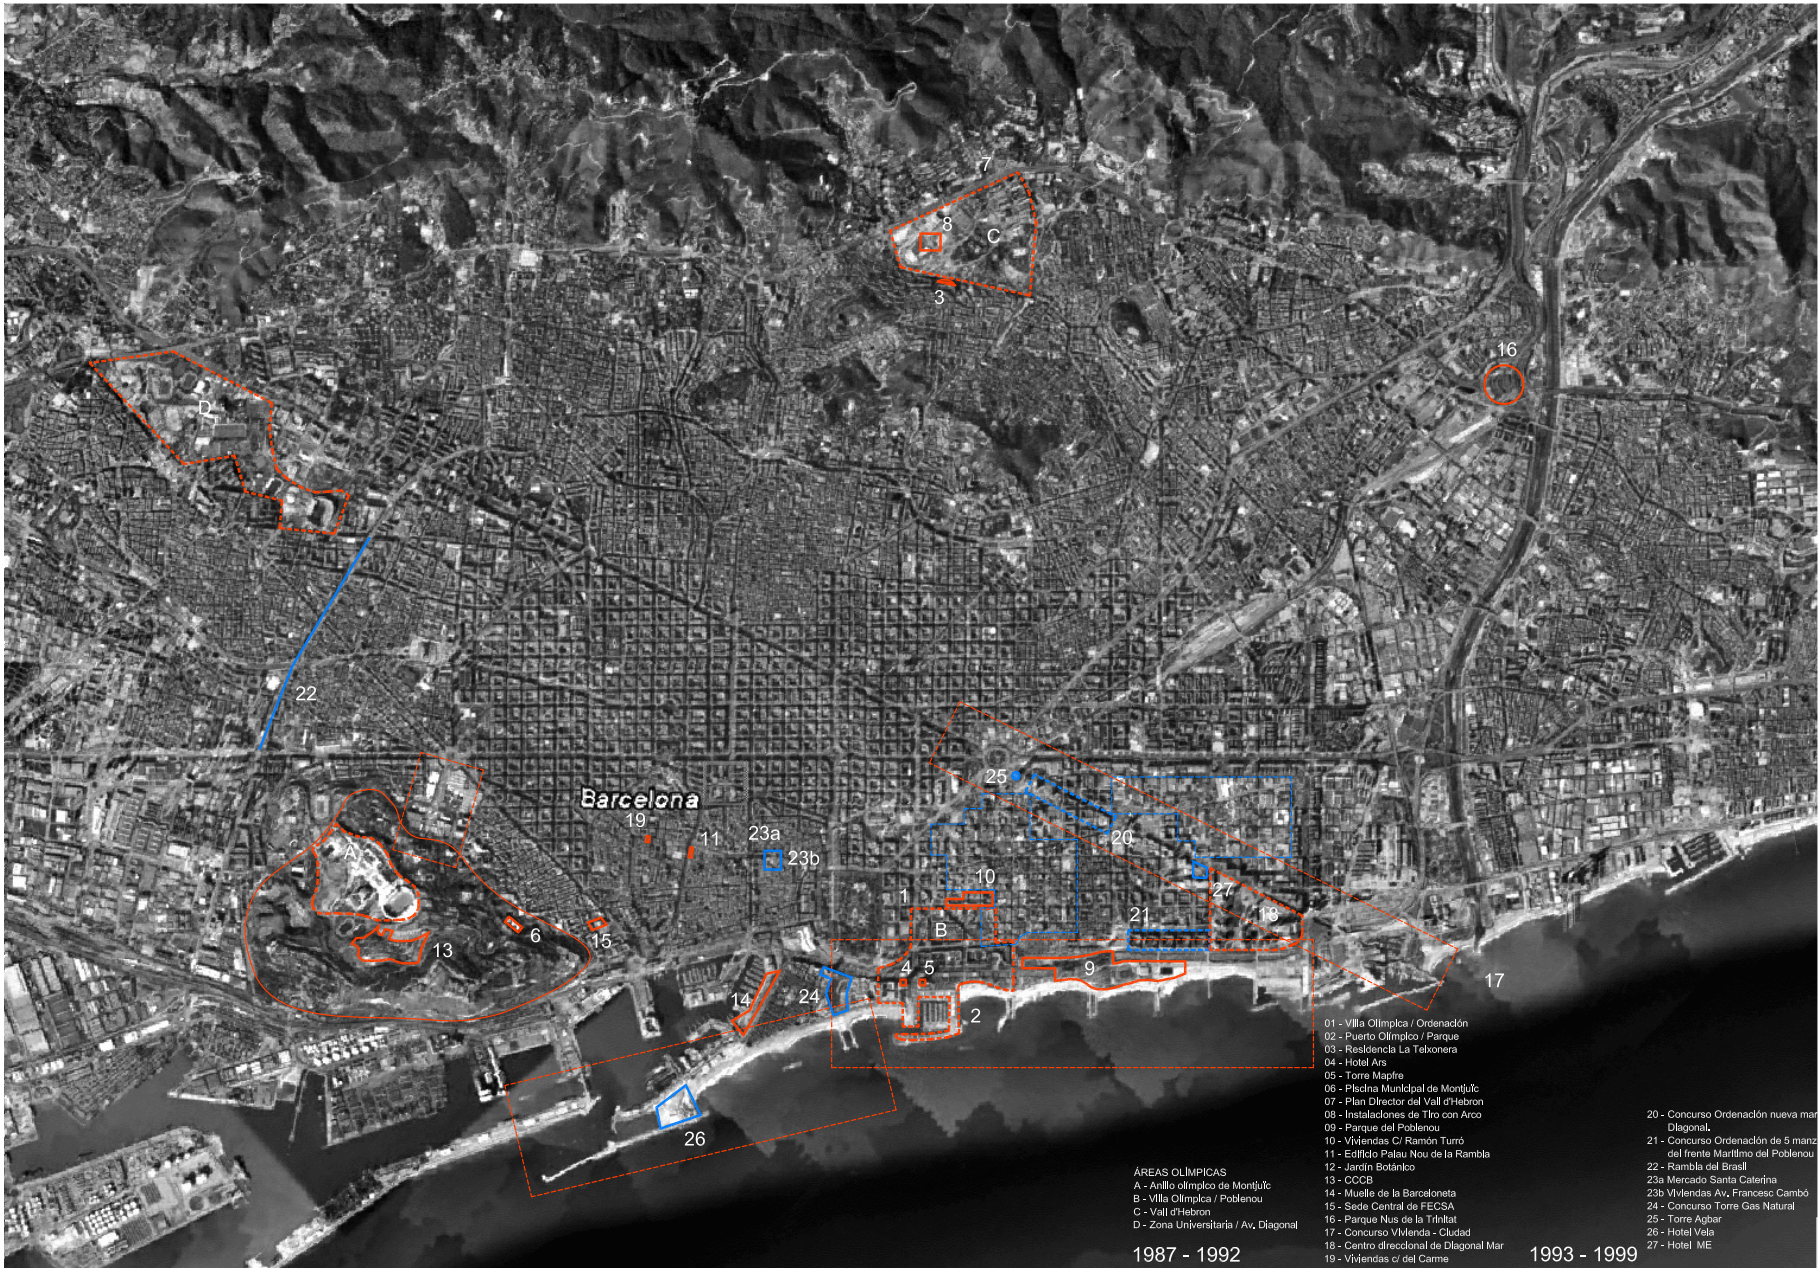 7
8
C
3
16
D
22
Barcelona
25
19
11
23a
23b
20
A
10
27
1
18
21
B
6
15
13
4
5
9
14
24
17
2
26
01 - Villa Olímpica / Ordenación
02 - Puerto Olímpico / Parque
03 - Residencia La Teixonera
04 - Hotel Ars
05 - Torre Mapfre
06 - Piscina Municipal de Montjuïc
07 - Plan Director del Vall d'Hebron
08 - Instalaciones de Tiro con Arco
09 - Parque del Poblenou
10 - Viviendas C/ Ramón Turró
11 - Edificio Palau Nou de la Rambla
12 - Jardín Botánico
13 - CCCB
14 - Muelle de la Barceloneta
15 - Sede Central de FECSA
16 - Parque Nus de la Trinitat
17 - Concurso Vivienda - Ciudad
18 - Centro direccional de Diagonal Mar
19 - Viviendas c/ del Carme
20 - Concurso Ordenación nueva mar
Diagonal.
21 - Concurso Ordenación de 5 manz
del frente Marítimo del Poblenou
22 - Rambla del Brasil
23a Mercado Santa Caterina
23b Viviendas Av. Francesc Cambó
24 - Concurso Torre Gas Natural
25 - Torre Agbar
26 - Hotel Vela
27 - Hotel ME
ÁREAS OLÍMPICAS
A - Anillo olímpico de Montjuïc
B - Villa Olímpica / Poblenou
C - Vall d'Hebron
D - Zona Universitaria / Av. Diagonal
1987 - 1992
1993 - 1999